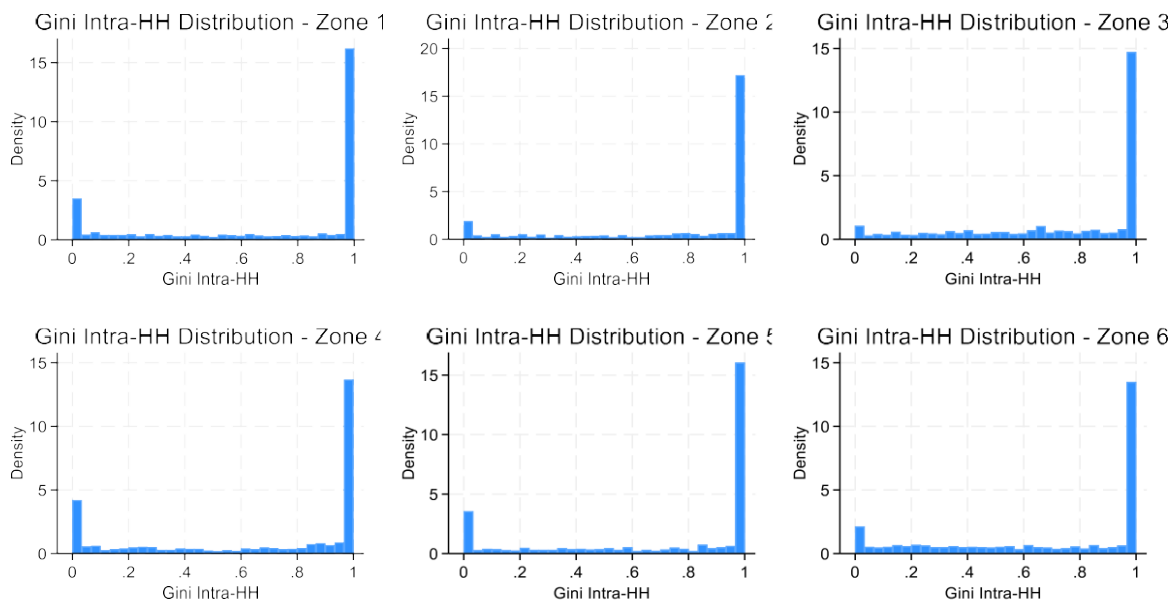 Gini Intra-HH Distribution - Zone 1
15
10
5
0
Density
0 .2 .4 .6 .8 1
Gini Intra-HH
Gini Intra-HH Distribution - Zone 2
20
15
10
5
0
Density
0 .2 .4 .6 .8 1
Gini Intra-HH
Gini Intra-HH Distribution - Zone 3
15
10
5
0
Density
0 .2 .4 .6 .8 1
Gini Intra-HH
Gini Intra-HH Distribution - Zone 4
15
10
5
0
Density
0 .2 .4 .6 .8 1
Gini Intra-HH
Gini Intra-HH Distribution - Zone 5
15
10
5
0
Density
0 .2 .4 .6 .8 1
Gini Intra-HH
Gini Intra-HH Distribution - Zone 6
15
10
5
0
Density
0 .2 .4 .6 .8 1
Gini Intra-HH